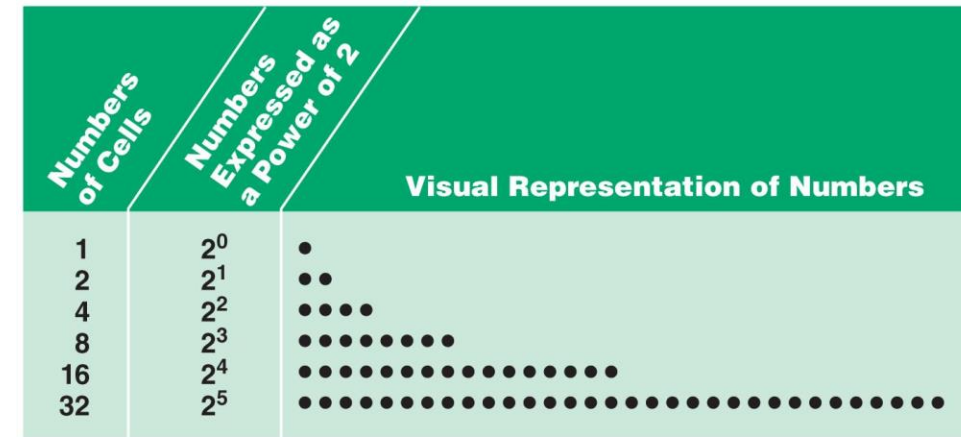 Numbers
of Cells
Numbers
Expressed as
a Power of 2
Visual Representation of Numbers
1 2⁰
2 2¹
4 2²
8 2³
16 2⁴
32 2⁵